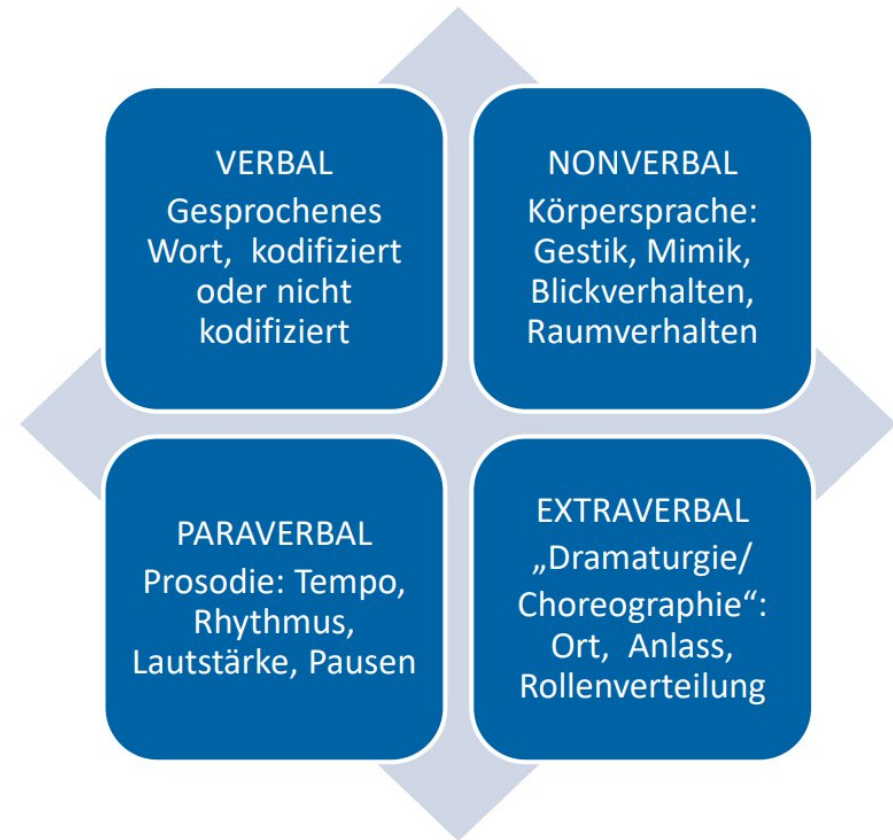 VERBAL
Gesprochenes
Wort, kodifiziert
oder nicht
kodifiziert
NONVERBAL
Körpersprache:
Gestik, Mimik,
Blickverhalten,
Raumverhalten
PARAVERBAL
Prosodie: Tempo,
Rhythmus,
Lautstärke, Pausen
EXTRAVERBAL
„Dramaturgie/
Choreographie“:
Ort, Anlass,
Rollenverteilung